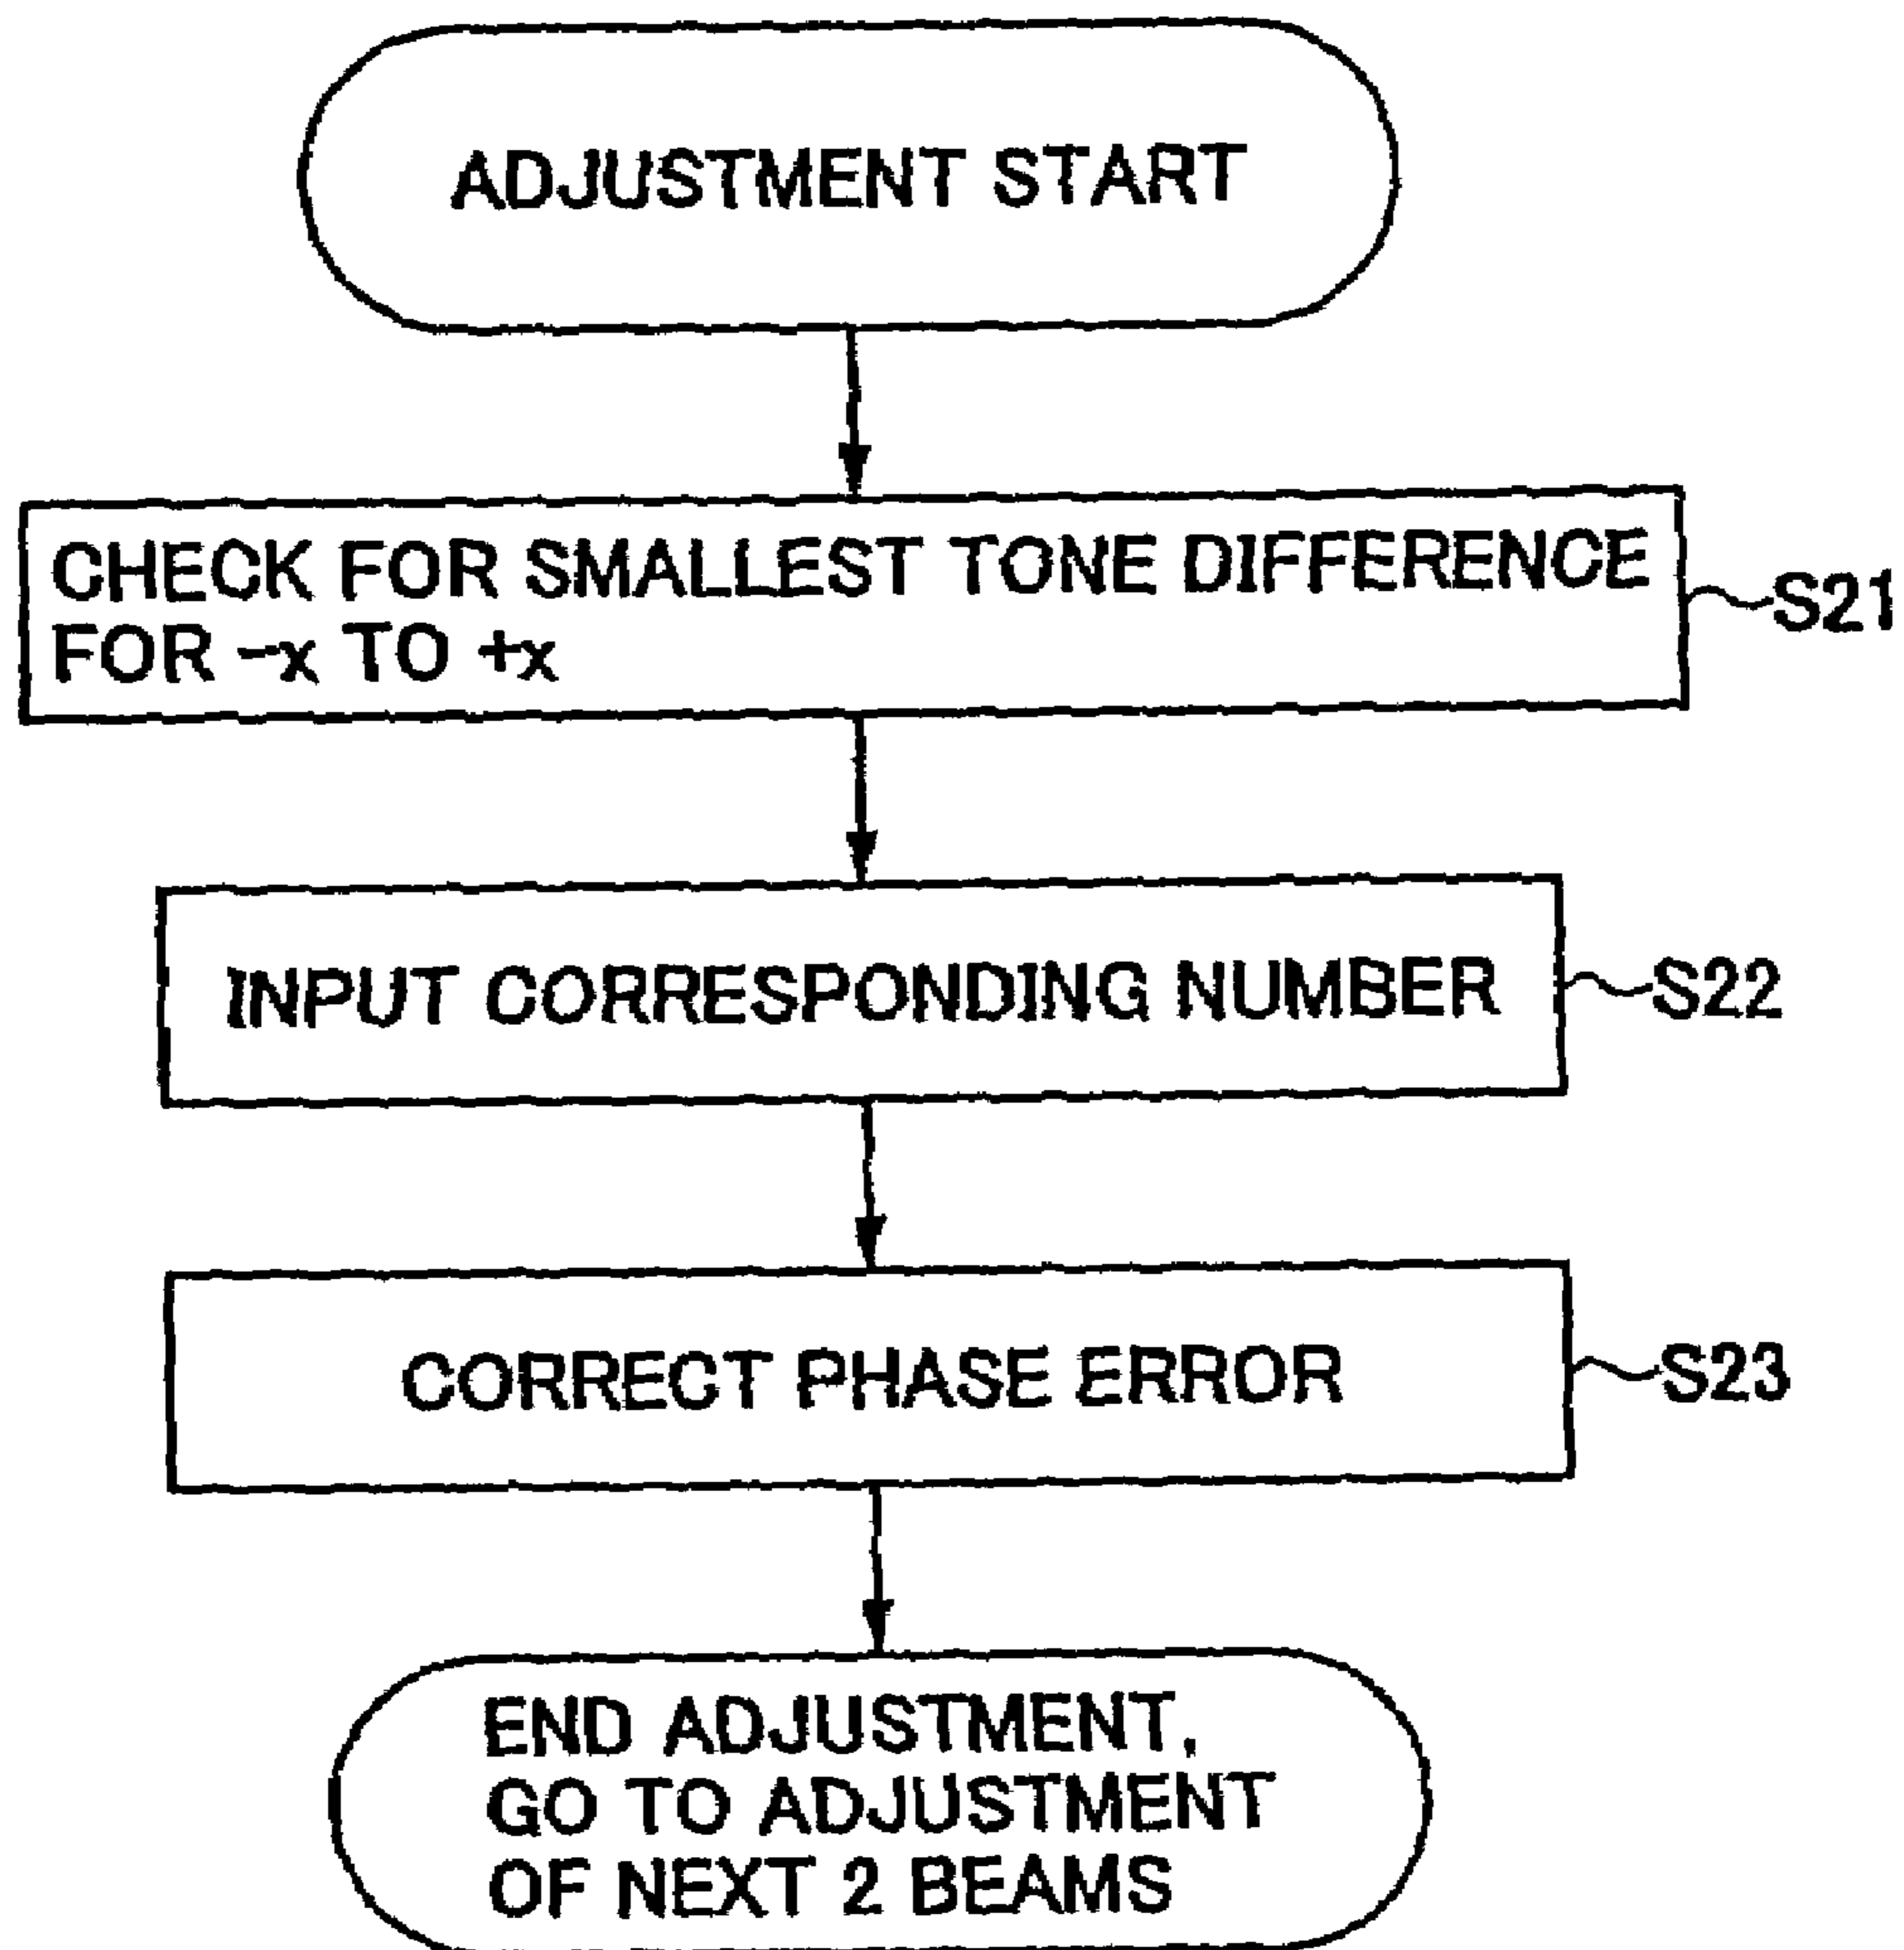 ADJUSTMENT START
CHECK FOR SMALLEST TONE DIFFERENCE
FOR -x TO +x
S21
INPUT CORRESPONDING NUMBER
S22
CORRECT PHASE ERROR
S23
END ADJUSTMENT,
GO TO ADJUSTMENT
OF NEXT 2 BEAMS